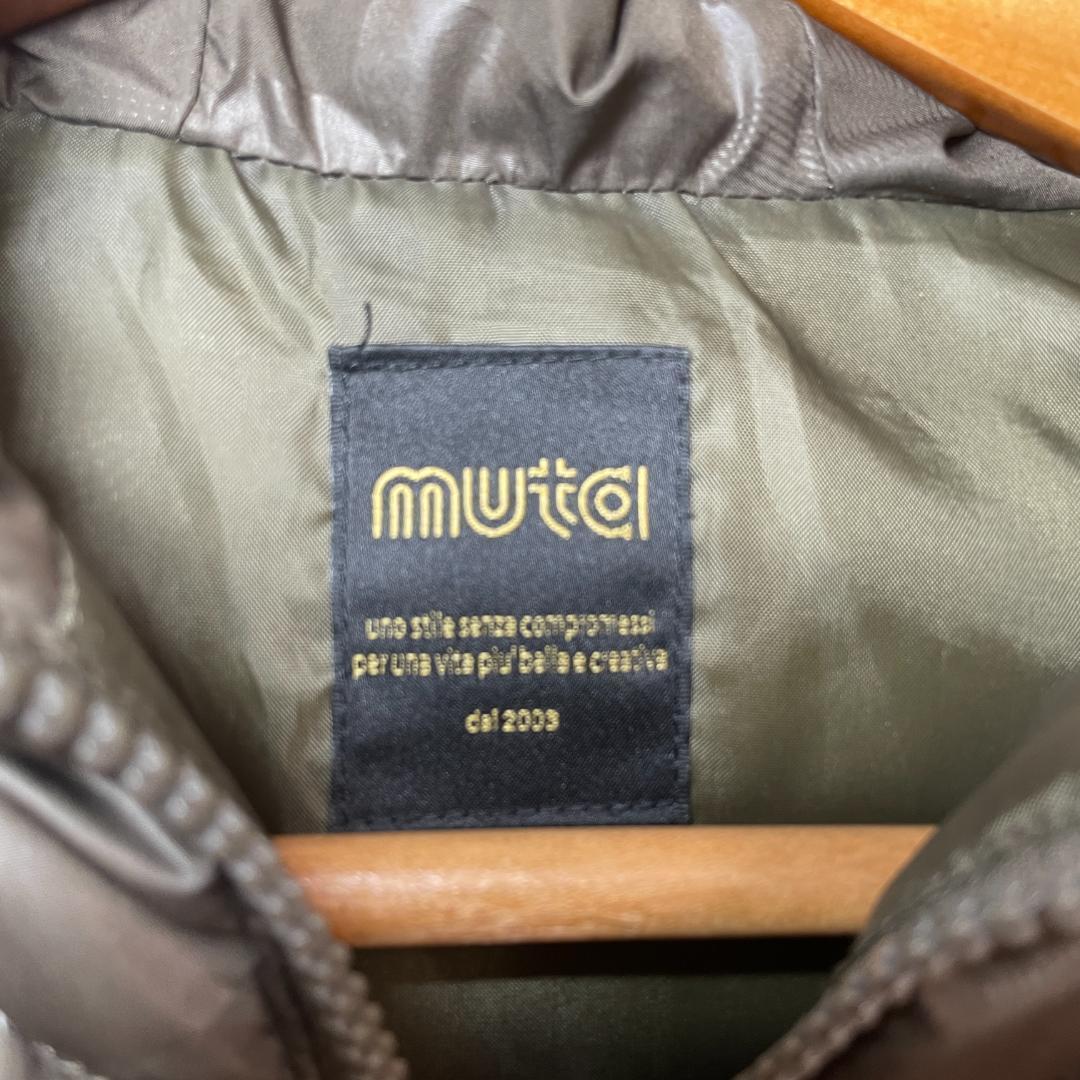 muta
uno stile senza compromessi
per una vita piu' bella e creativa
dal 2003